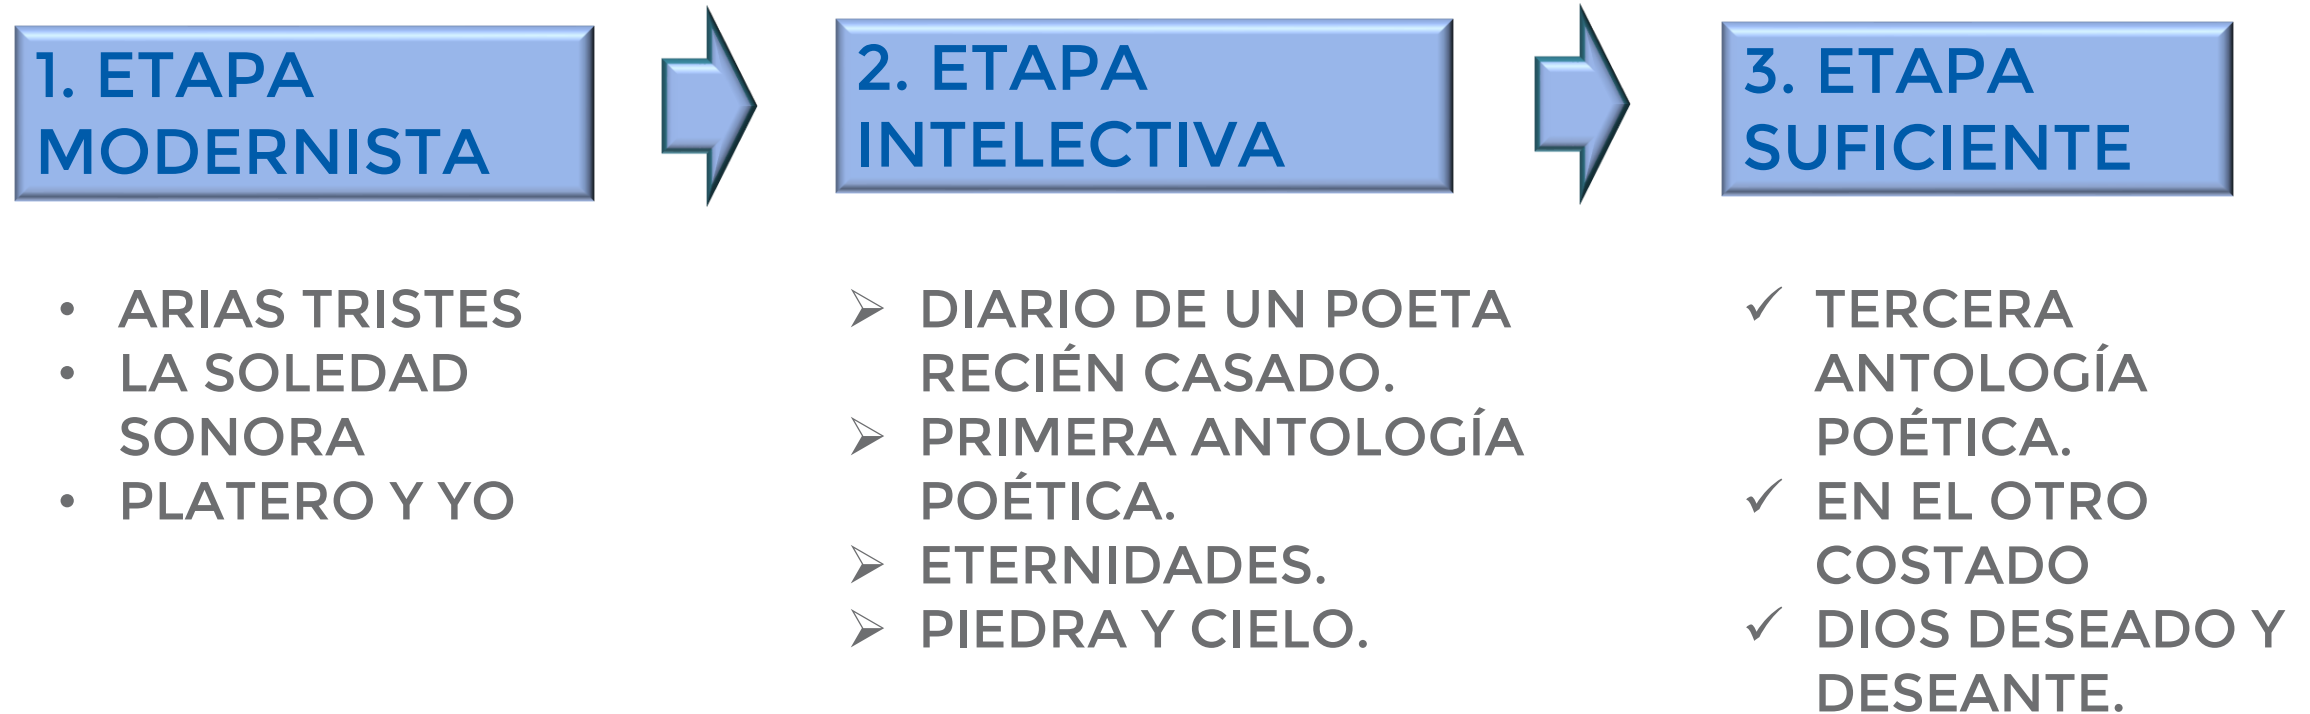 1. ETAPA
MODERNISTA
2. ETAPA
INTELECTIVA
3. ETAPA
SUFICIENTE
• ARIAS TRISTES
• LA SOLEDAD
SONORA
• PLATERO Y YO
➢ DIARIO DE UN POETA
RECIÉN CASADO.
➢ PRIMERA ANTOLOGÍA
POÉTICA.
➢ ETERNIDADES.
➢ PIEDRA Y CIELO.
✓ TERCERA
ANTOLOGÍA
POÉTICA.
✓ EN EL OTRO
COSTADO
✓ DIOS DESEADO Y
DESEANTE.